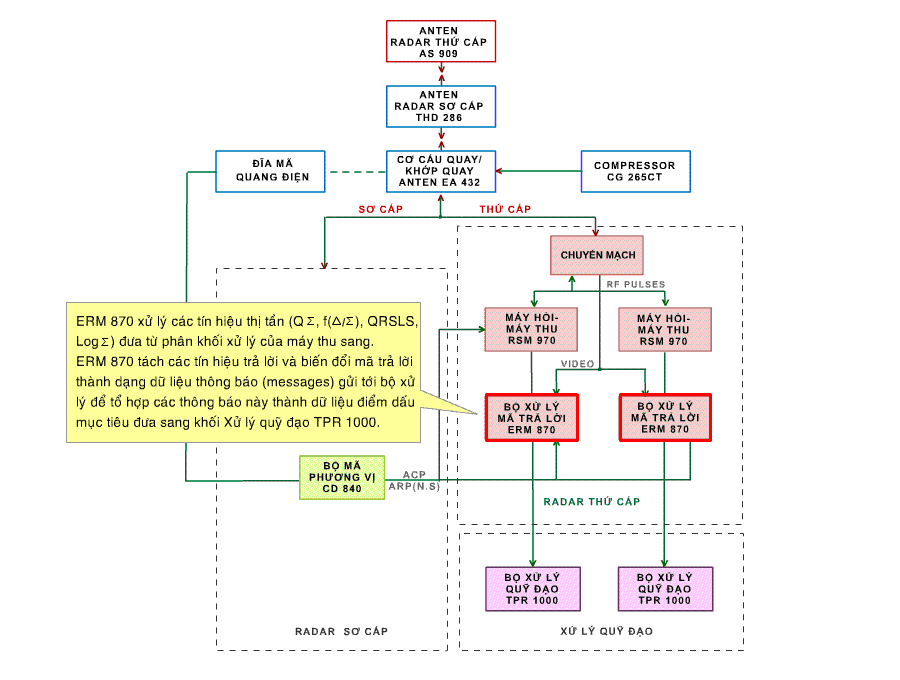 ANTEN
RADAR THỨ CẤP
AS 909
ANTEN
RADAR SƠ CẤP
THD 286
ĐĨA MÃ
QUANG ĐIỆN
CƠ CẤU QUAY/
KHỚP QUAY
ANTEN EA 432
COMPRESSOR
CG 265CT
SƠ CẤP
THỨ CẤP
CHUYỂN MẠCH
RF PULSES
MÁY HỎI-
MÁY THU
RSM 970
MÁY HỎI-
MÁY THU
RSM 970
ERM 870 xử lý các tín hiệu thị tần (QΣ, f(Δ/Σ), QRSLS,
LogΣ) đưa từ phân khối xử lý của máy thu sang.
ERM 870 tách các tín hiệu trả lời và biến đổi mã trả lời
thành dạng dữ liệu thông báo (messages) gửi tới bộ xử
lý để tổ hợp các thông báo này thành dữ liệu điểm dấu
mục tiêu đưa sang khối Xử lý quỹ đạo TPR 1000.
VIDEO
BỘ XỬ LÝ
MÃ TRẢ LỜI
ERM 870
BỘ XỬ LÝ
MÃ TRẢ LỜI
ERM 870
BỘ MÃ
PHƯƠNG VỊ
CD 840
ACP
ARP(N.S)
RADAR THỨ CẤP
BỘ XỬ LÝ
QUỸ ĐẠO
TPR 1000
BỘ XỬ LÝ
QUỸ ĐẠO
TPR 1000
RADAR SƠ CẤP
XỬ LÝ QUỸ ĐẠO